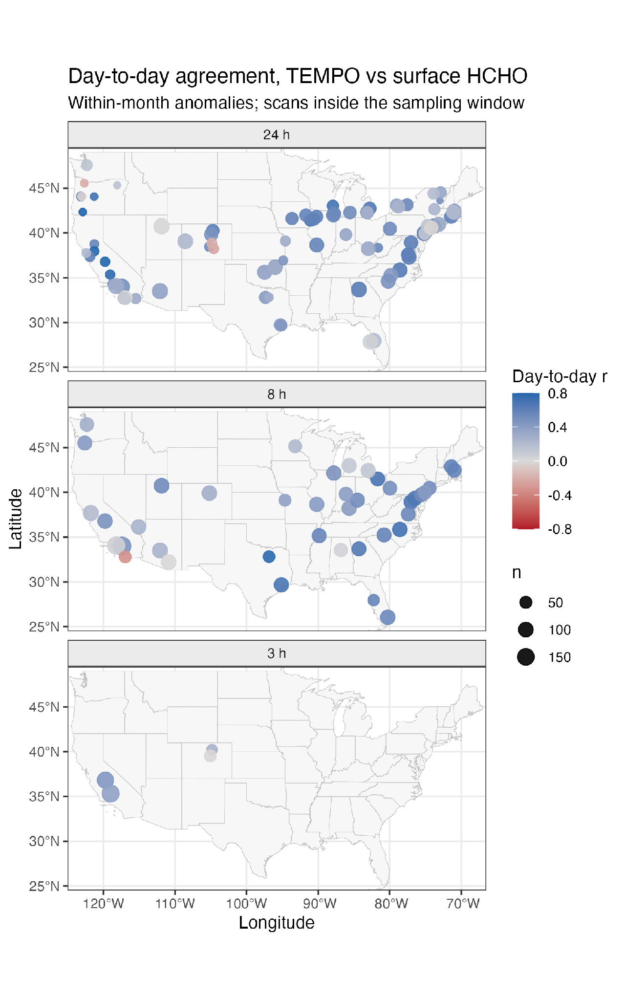 Day-to-day agreement, TEMPO vs surface HCHO
Within-month anomalies; scans inside the sampling window
24 h
45°N
40°N
35°N
30°N
25°N
8 h
45°N
40°N
35°N
30°N
25°N
3 h
45°N
40°N
35°N
30°N
25°N
120°W 110°W 100°W 90°W 80°W 70°W
Longitude
Latitude
Day-to-day r
0.8
0.4
0.0
-0.4
-0.8
n
50
100
150